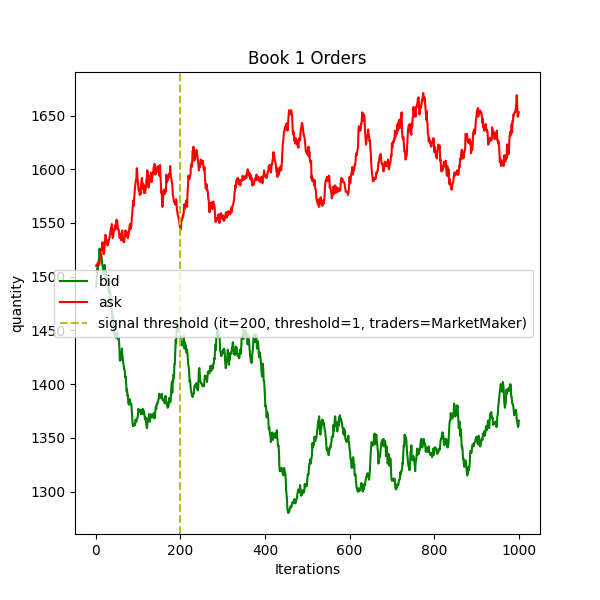 Book 1 Orders
quantity
1650
1600
1550
1500
1450
1400
1350
1300
bid
ask
signal threshold (it=200, threshold=1, traders=MarketMaker)
0 200 400 600 800 1000
Iterations